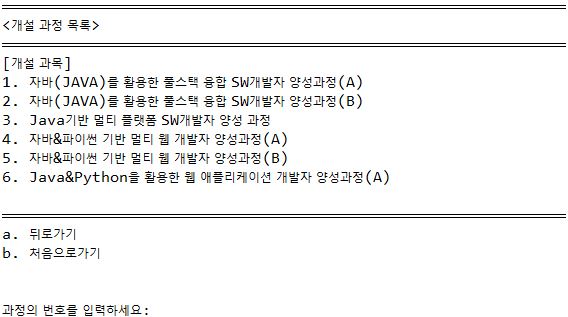 <개설 과정 목록>
[개설 과목]
1. 자바(JAVA)를 활용한 풀스택 융합 SW개발자 양성과정(A)
2. 자바(JAVA)를 활용한 풀스택 융합 SW개발자 양성과정(B)
3. Java기반 멀티 플랫폼 SW개발자 양성 과정
4. 자바&파이썬 기반 멀티 웹 개발자 양성과정(A)
5. 자바&파이썬 기반 멀티 웹 개발자 양성과정(B)
6. Java&Python을 활용한 웹 애플리케이션 개발자 양성과정(A)
a. 뒤로가기
b. 처음으로가기
과정의 번호를 입력하세요: